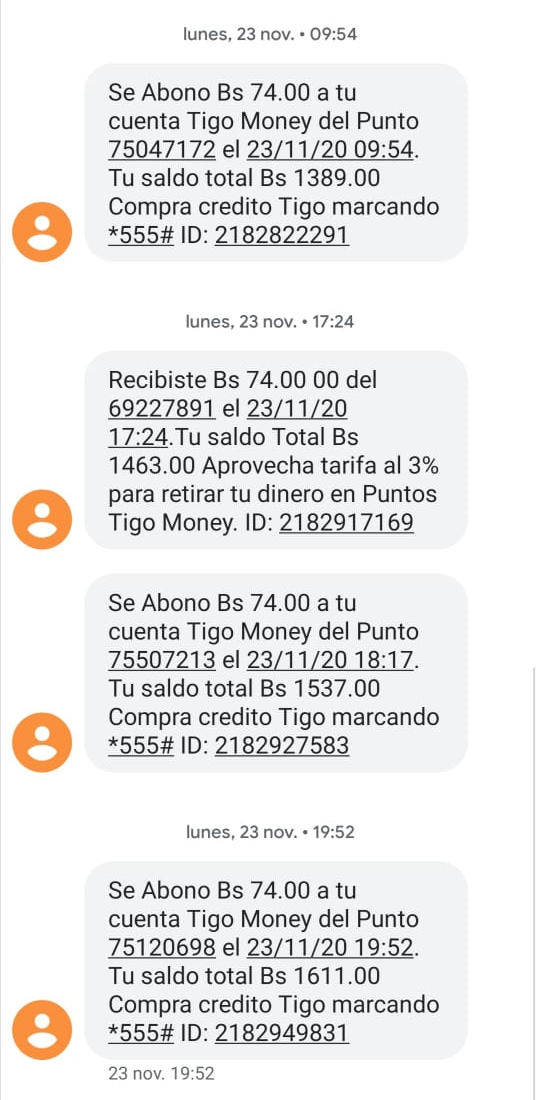 lunes, 23 nov. • 09:54
Se Abono Bs 74.00 a tu
cuenta Tigo Money del Punto
75047172 el 23/11/20 09:54.
Tu saldo total Bs 1389.00
Compra credito Tigo marcando
*555# ID: 2182822291
lunes, 23 nov. • 17:24
Recibiste Bs 74.00 00 del
69227891 el 23/11/20
17:24.Tu saldo Total Bs
1463.00 Aprovecha tarifa al 3%
para retirar tu dinero en Puntos
Tigo Money. ID: 2182917169
Se Abono Bs 74.00 a tu
cuenta Tigo Money del Punto
75507213 el 23/11/20 18:17.
Tu saldo total Bs 1537.00
Compra credito Tigo marcando
*555# ID: 2182927583
lunes, 23 nov. • 19:52
Se Abono Bs 74.00 a tu
cuenta Tigo Money del Punto
75120698 el 23/11/20 19:52.
Tu saldo total Bs 1611.00
Compra credito Tigo marcando
*555# ID: 2182949831
23 nov. 19:52